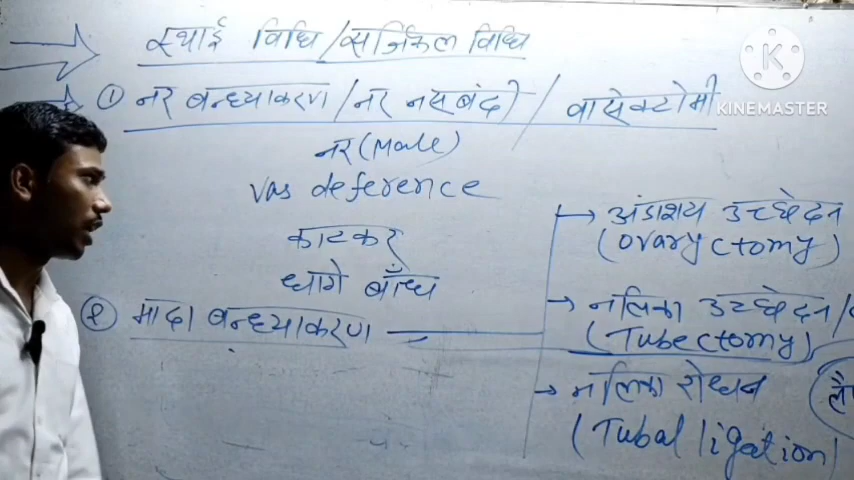 स्थाई विधि/सर्जिकल विधि
① नर बन्ध्याकरण/नर नसबंदी/वासेक्टोमी
नर (Male)
Vas deference
काटकर
धागे बाँध
② मादा बन्ध्याकरण
→ अंडाशय उच्छेदन
(Ovaryctomy)
→ नलिका उच्छेदन/
(Tubectomy)
→ नलिका रोधन
(Tubal ligation)
लै
K
KINEMASTER